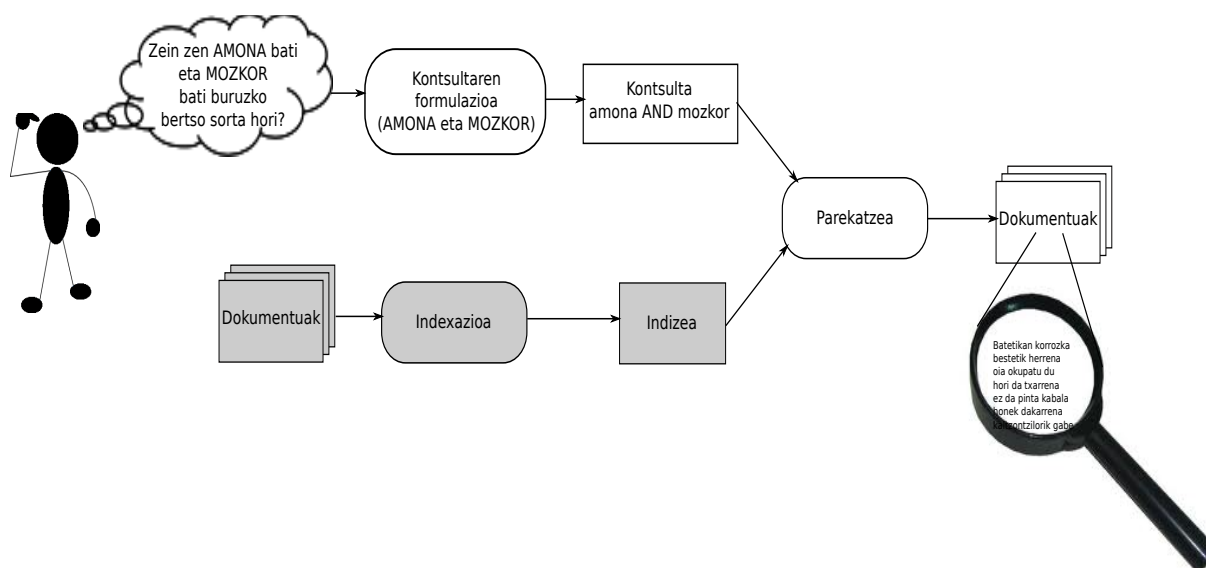 Zein zen AMONA bati
eta MOZKOR
bati buruzko
bertso sorta hori?
Kontsultaren
formulazioa
(AMONA eta MOZKOR)
Kontsulta
amona AND mozkor
Parekatzea
Dokumentuak
Dokumentuak
Indexazioa
Indizea
Batetikan korrozka
bestetik herrena
oia okupatu du
hori da txarrena
ez da pinta kabala
honek dakarrena
kaltzontzilorik gabe